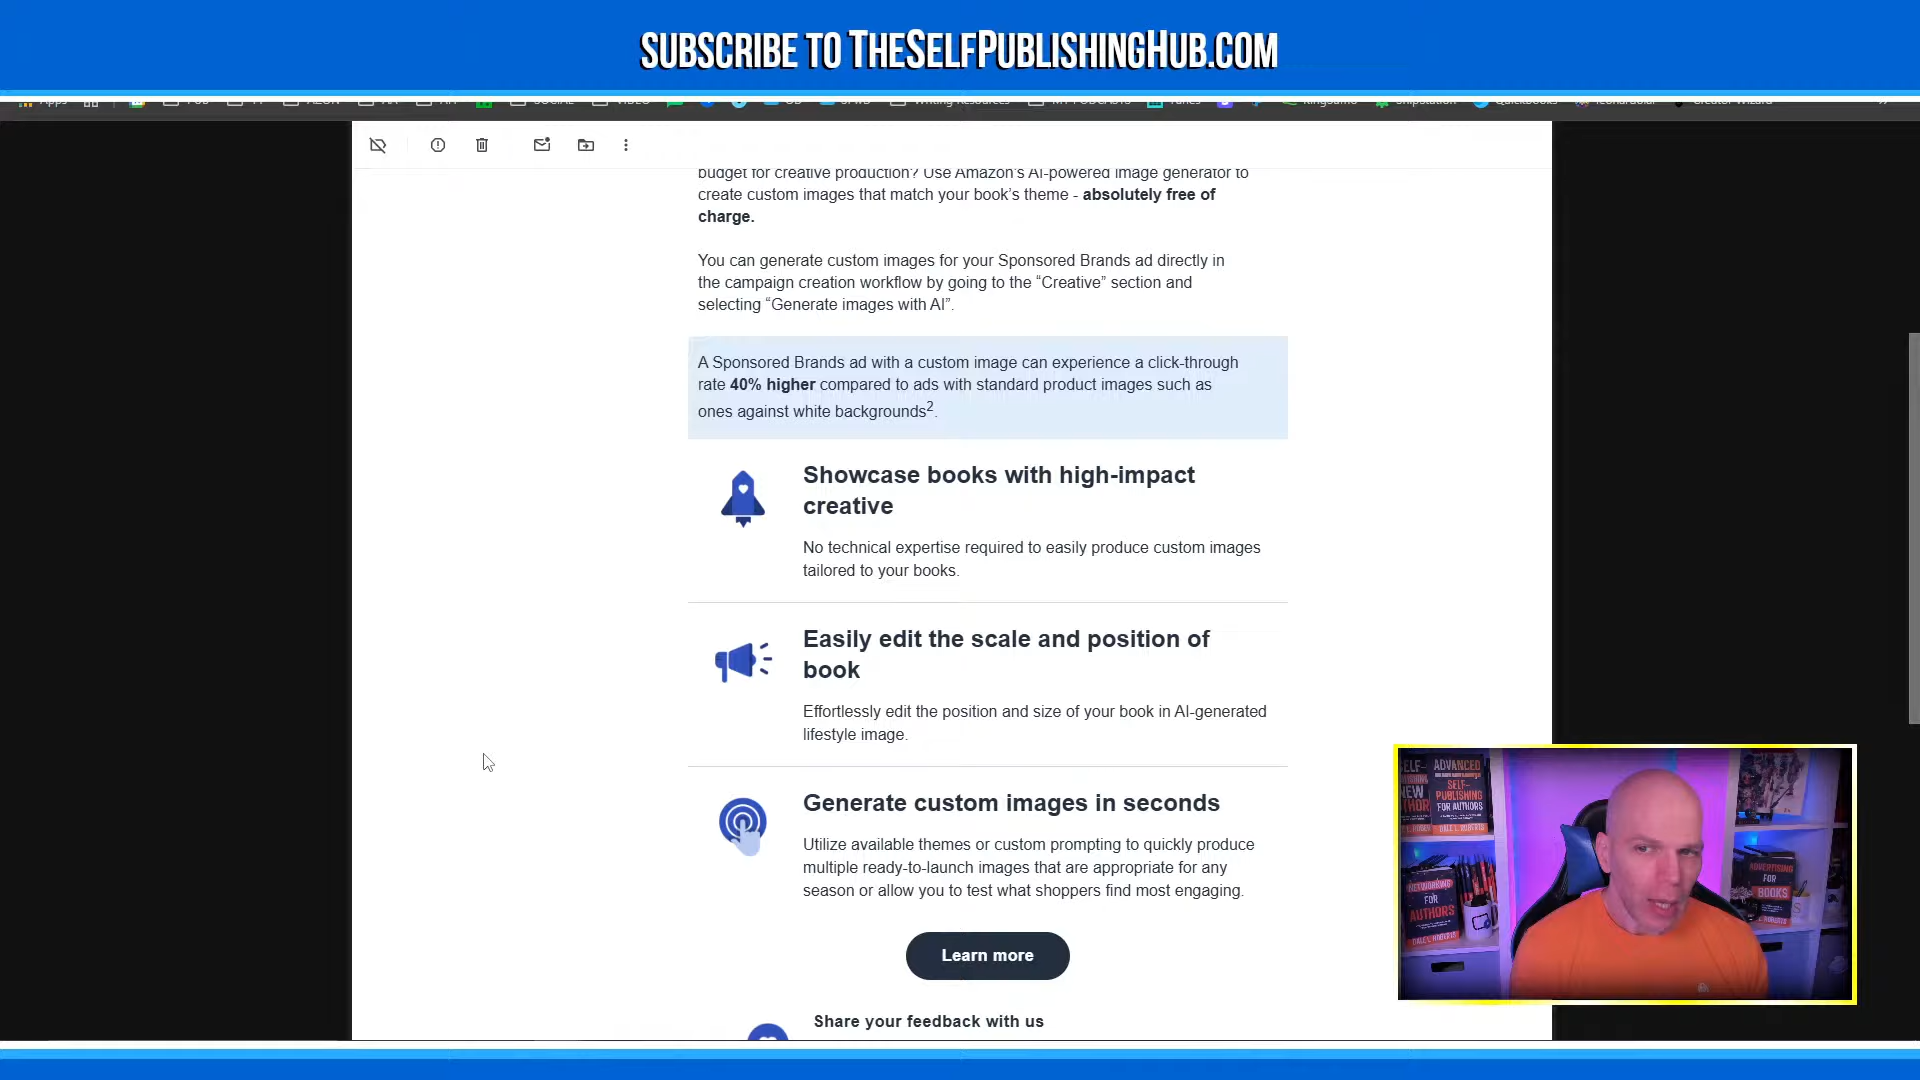 SUBSCRIBE TO THESELFPUBLISHINGHUB.COM
budget for creative production? Use Amazon's AI-powered image generator to
create custom images that match your book's theme - absolutely free of
charge.
You can generate custom images for your Sponsored Brands ad directly in
the campaign creation workflow by going to the “Creative” section and
selecting “Generate images with AI”.
A Sponsored Brands ad with a custom image can experience a click-through
rate 40% higher compared to ads with standard product images such as
ones against white backgrounds2.
Showcase books with high-impact
creative
No technical expertise required to easily produce custom images
tailored to your books.
Easily edit the scale and position of
book
Effortlessly edit the position and size of your book in AI-generated
lifestyle image.
Generate custom images in seconds
Utilize available themes or custom prompting to quickly produce
multiple ready-to-launch images that are appropriate for any
season or allow you to test what shoppers find most engaging.
Learn more
Share your feedback with us
ADVANCED
SELF-
PUBLISHING
FOR AUTHORS
NETWORKING
FOR
AUTHORS
ADVERTISING
FOR
BOOKS